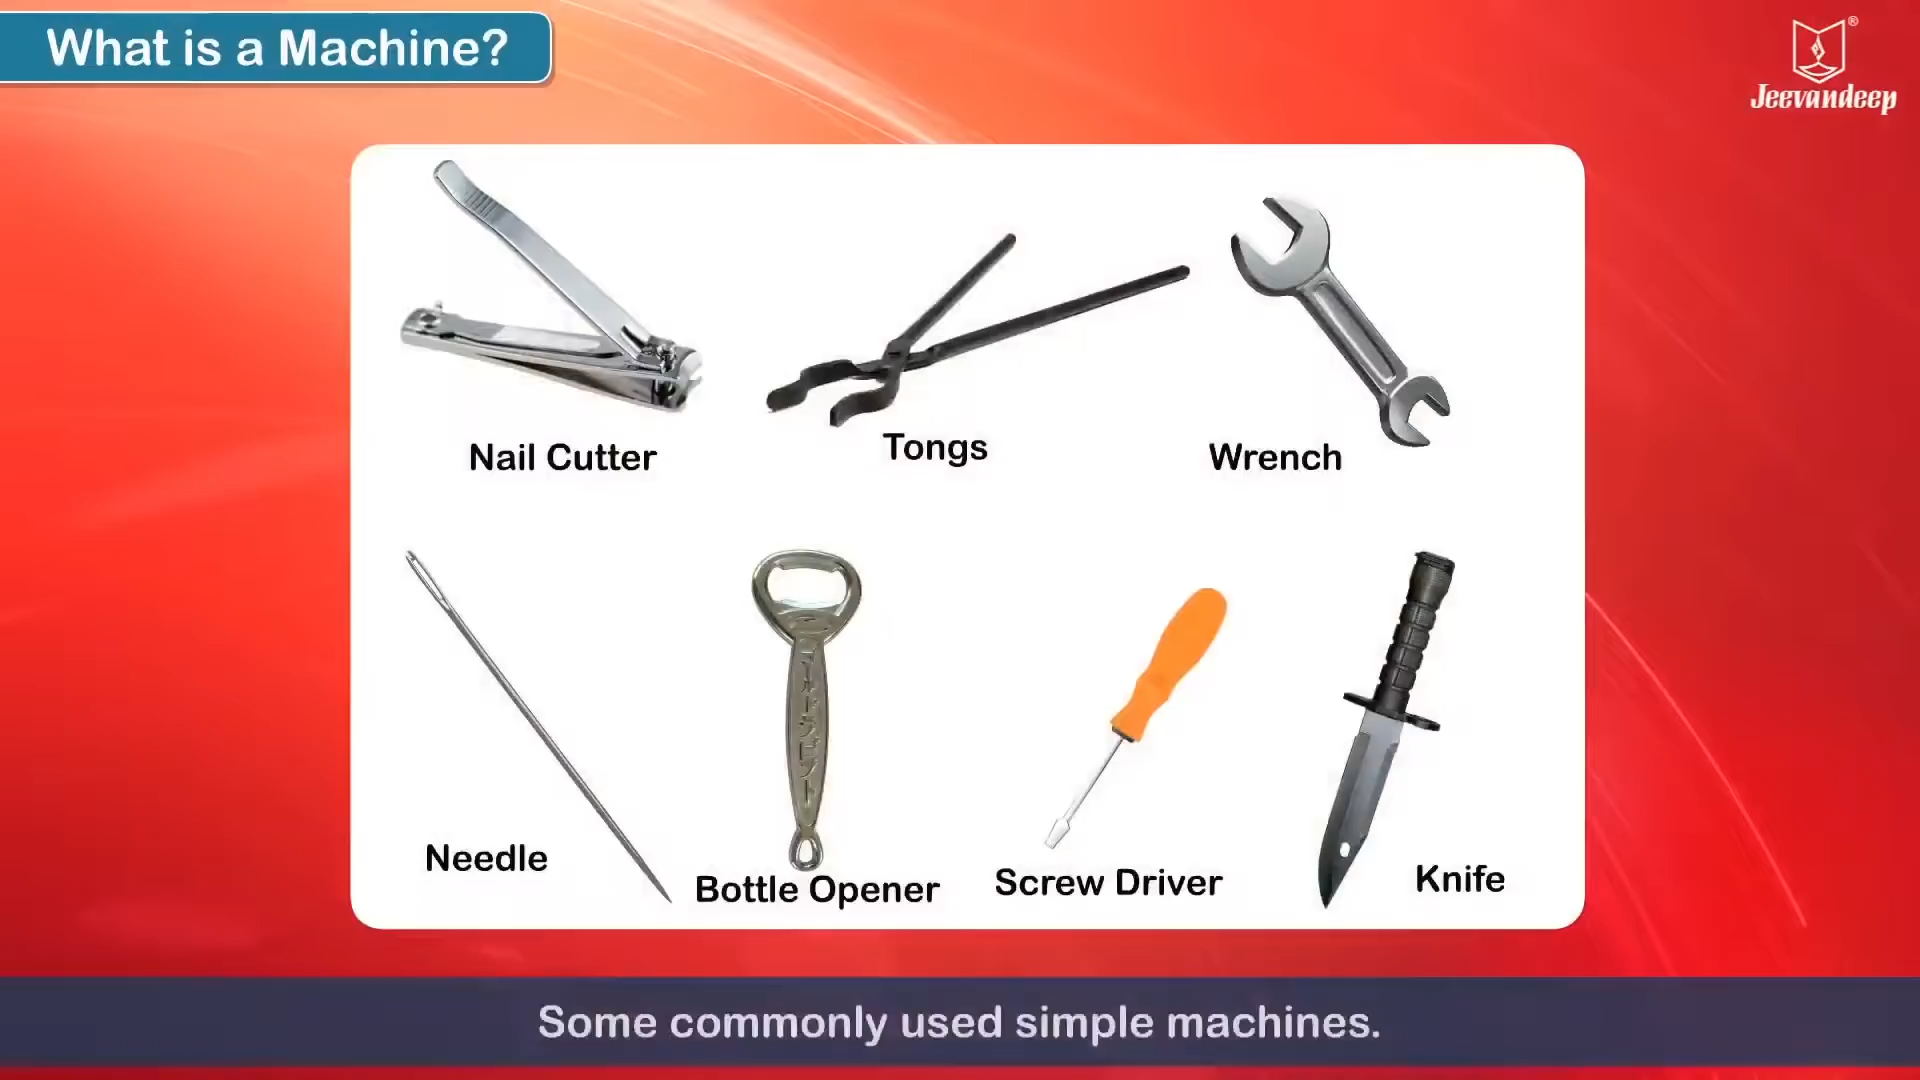 What is a Machine?
Jeevandeep®
Nail Cutter
Tongs
Wrench
Needle
Bottle Opener
Screw Driver
Knife
Some commonly used simple machines.